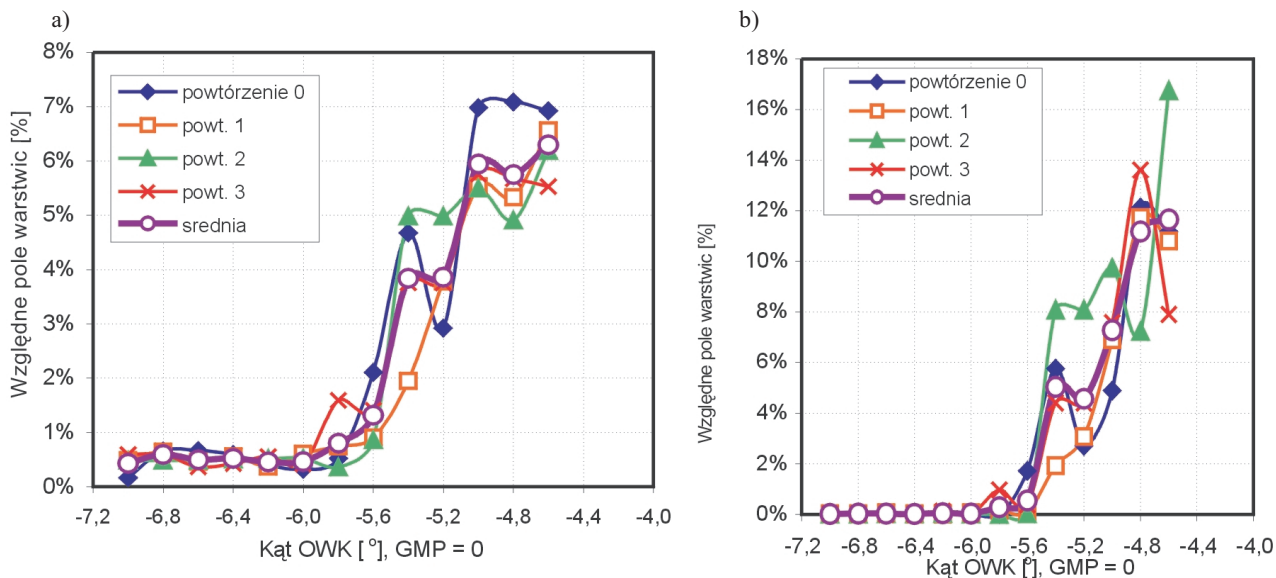 a)
Względne pole warstwic [%]
8%
7%
6%
5%
4%
3%
2%
1%
0%
powtórzenie 0
powt. 1
powt. 2
powt. 3
srednia
-7,2 -6,8 -6,4 -6,0 -5,6 -5,2 -4,8 -4,4 -4,0
Kąt OWK [°], GMP = 0
b)
Względne pole warstwic [%]
18%
16%
14%
12%
10%
8%
6%
4%
2%
0%
powtórzenie 0
powt. 1
powt. 2
powt. 3
srednia
-7,2 -6,8 -6,4 -6,0 -5,6 -5,2 -4,8 -4,4 -4,0
Kąt OWK [°], GMP = 0